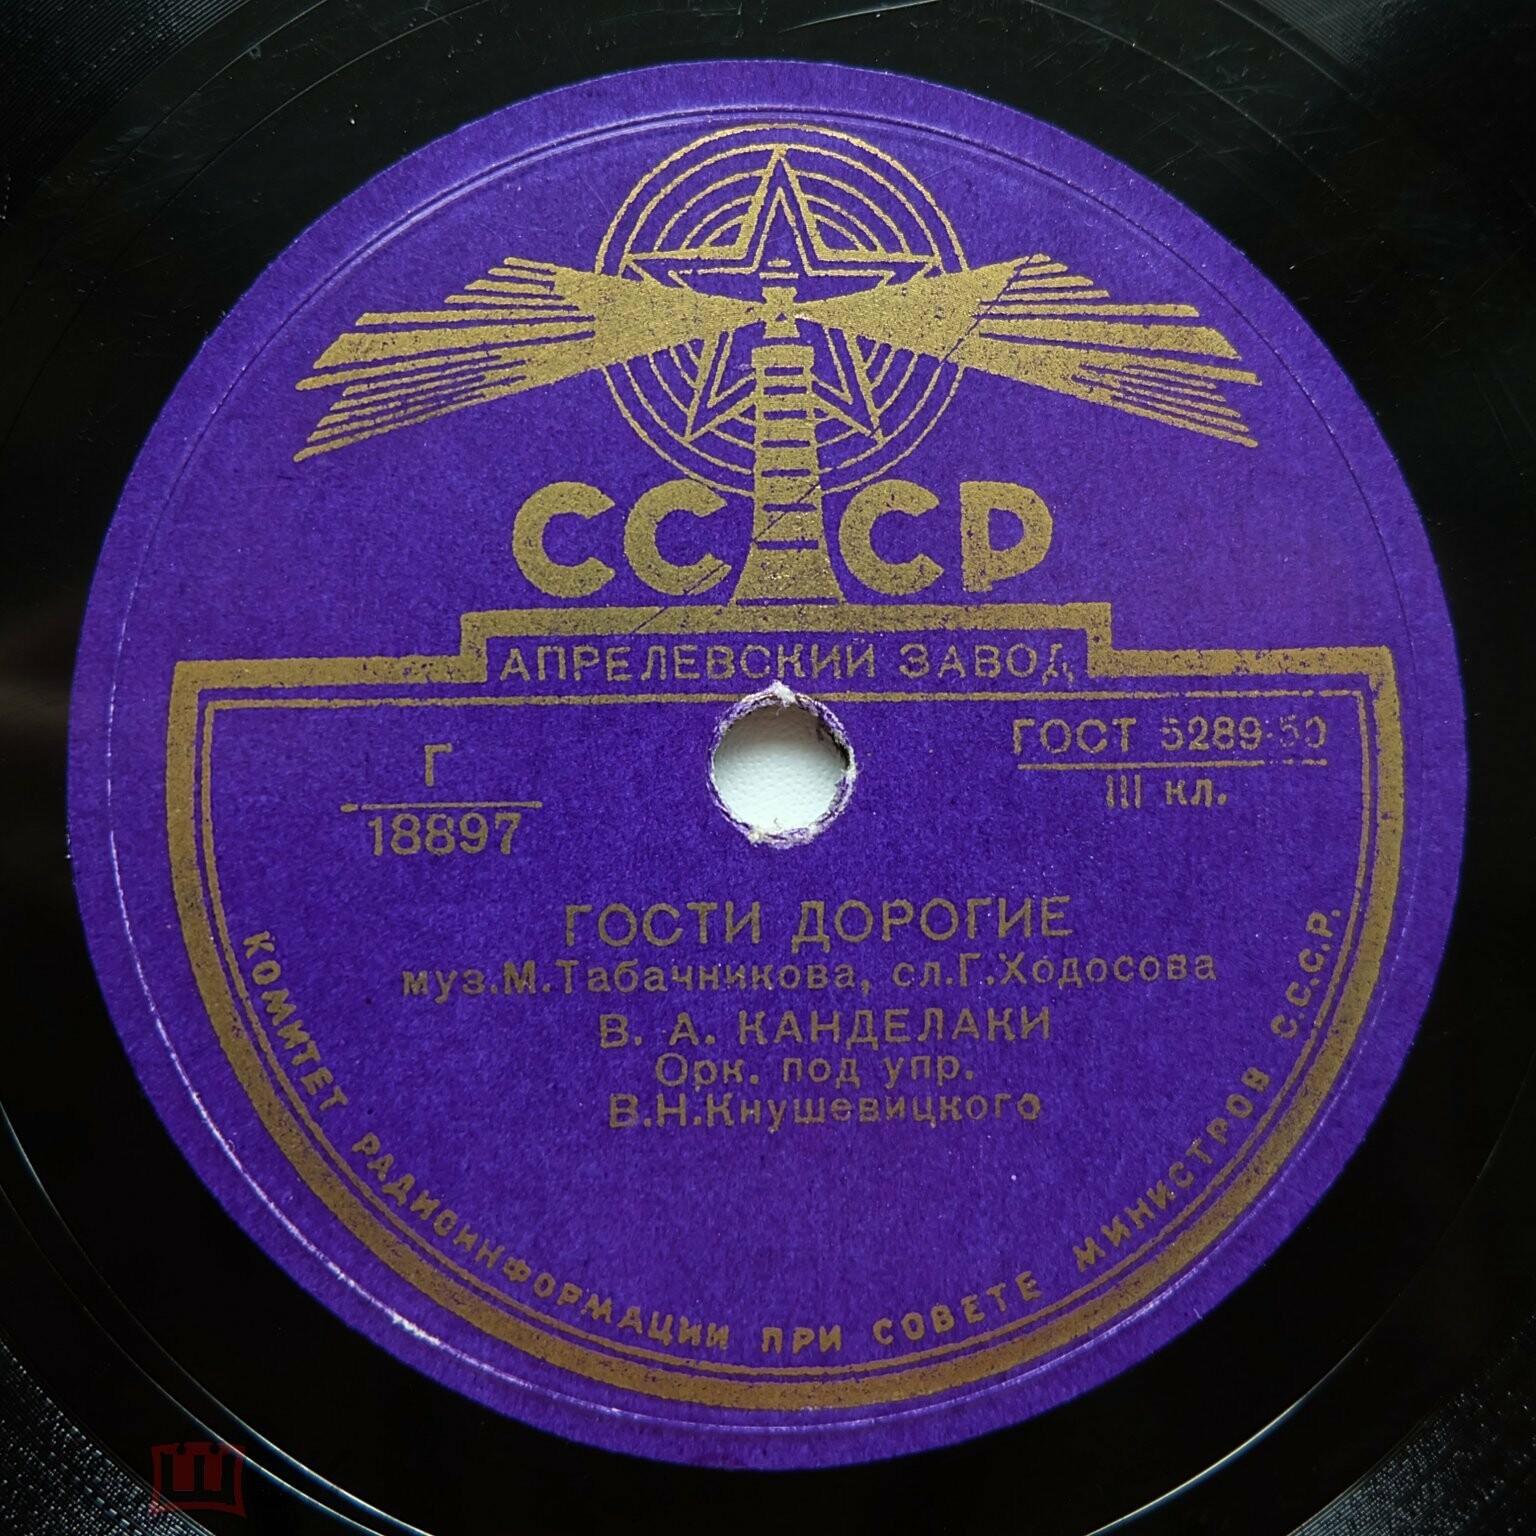 СССР
АПРЕЛЕВСКИЙ ЗАВОД
Г
18897
ГОСТ 5289-50
III кл.
ГОСТИ ДОРОГИЕ
муз.М.Табачникова, сл.Г.Ходосова
В. А. КАНДЕЛАКИ
Орк. под упр.
В.Н.Кнушевицкого
КОМИТЕТ РАДИОИНФОРМАЦИИ ПРИ СОВЕТЕ МИНИСТРОВ С.С.С.Р.